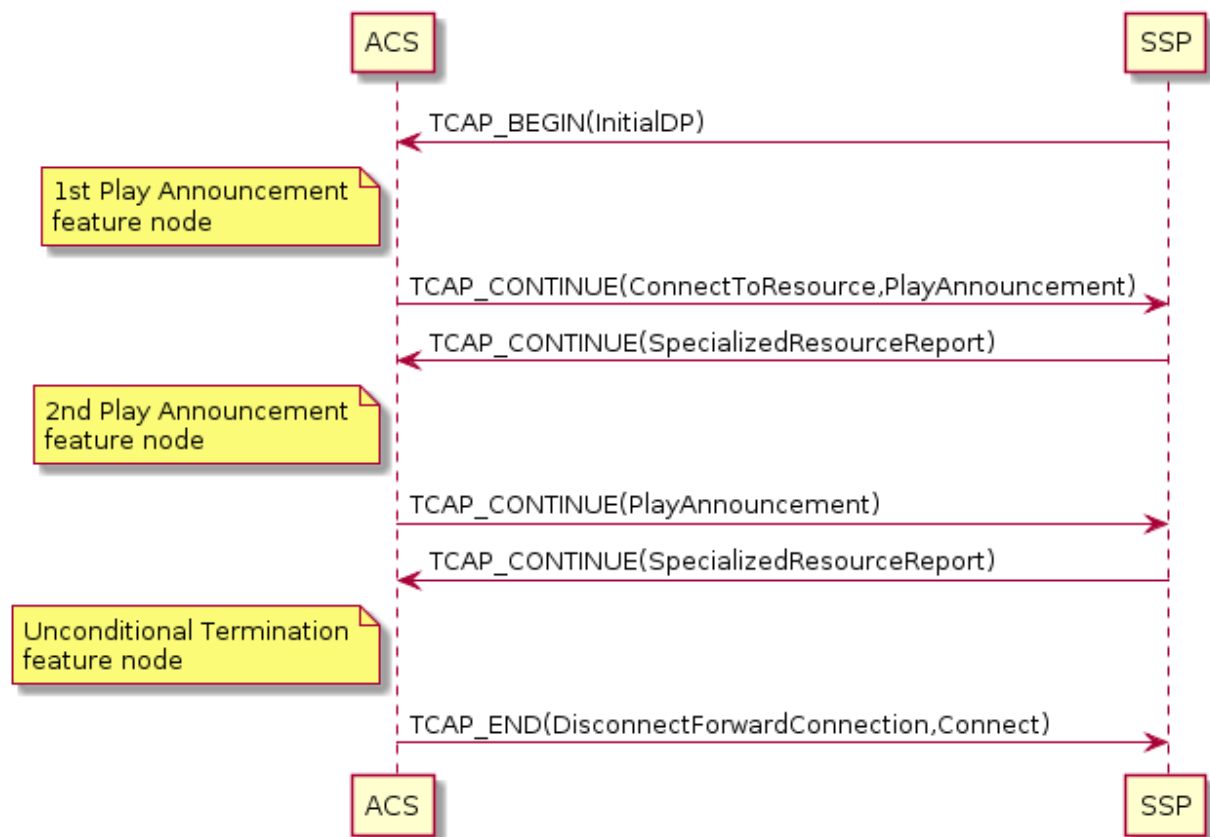 ACS
SSP
TCAP_BEGIN(InitialDP)
1st Play Announcement
feature node
TCAP_CONTINUE(ConnectToResource,PlayAnnouncement)
TCAP_CONTINUE(SpecializedResourceReport)
2nd Play Announcement
feature node
TCAP_CONTINUE(PlayAnnouncement)
TCAP_CONTINUE(SpecializedResourceReport)
Unconditional Termination
feature node
TCAP_END(DisconnectForwardConnection,Connect)
ACS
SSP